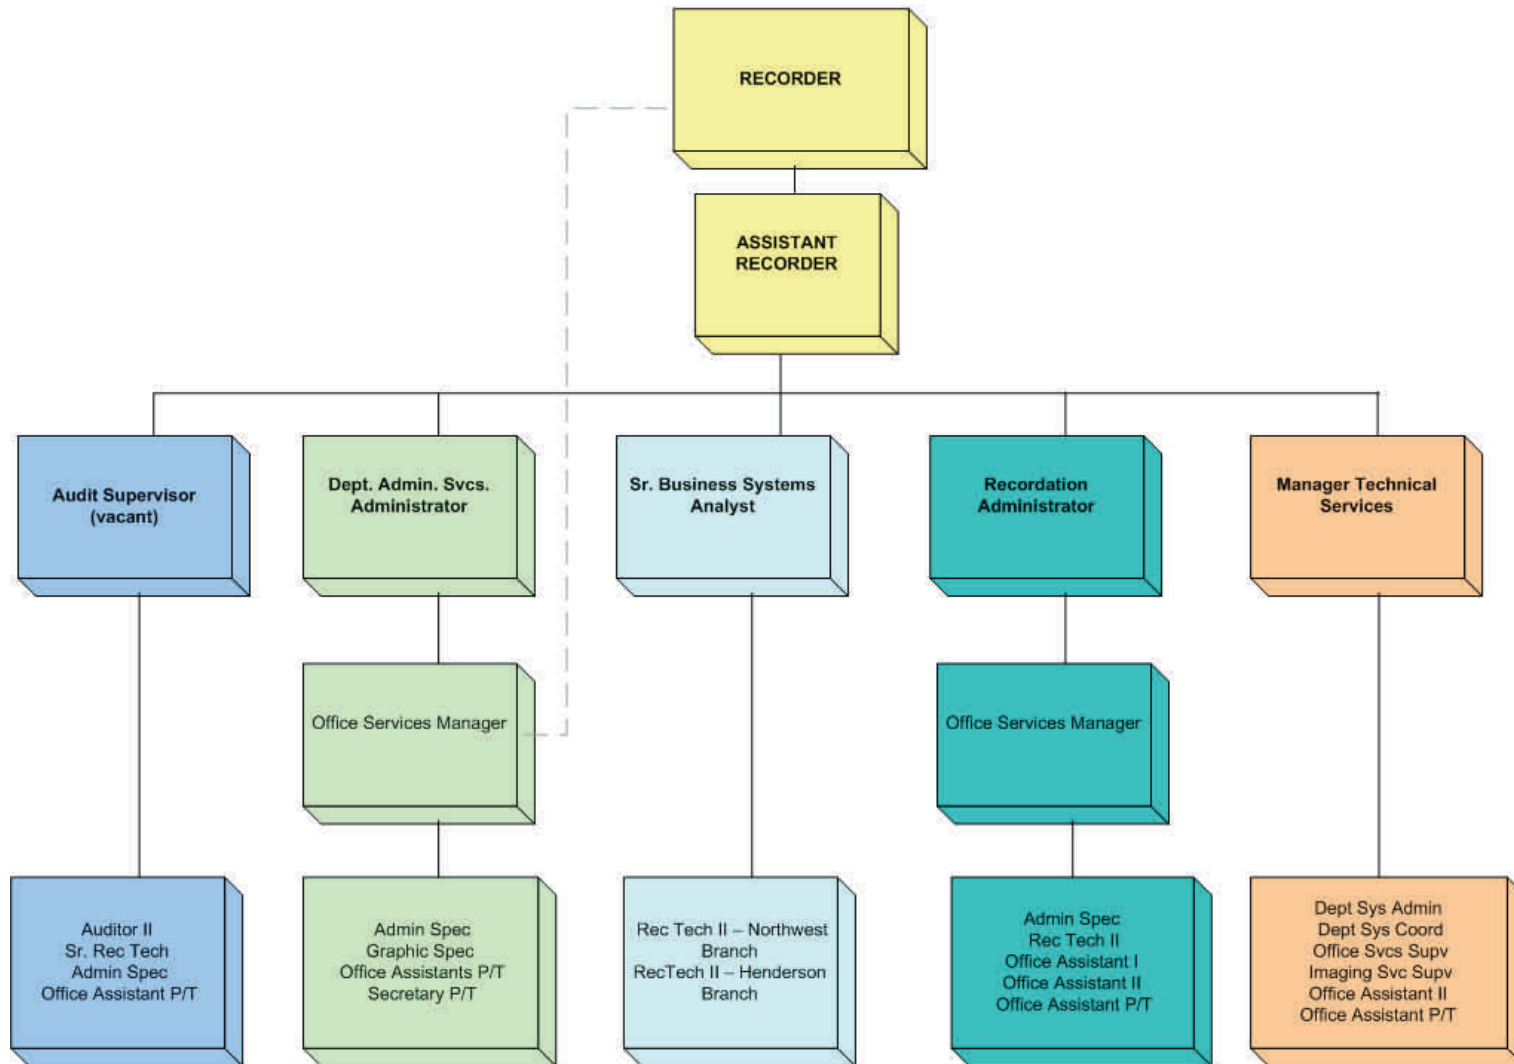 RECORDER
ASSISTANT
RECORDER
Audit Supervisor
(vacant)
Dept. Admin. Svcs.
Administrator
Sr. Business Systems
Analyst
Recordation
Administrator
Manager Technical
Services
Office Services Manager
Office Services Manager
Auditor II
Sr. Rec Tech
Admin Spec
Office Assistant P/T
Admin Spec
Graphic Spec
Office Assistants P/T
Secretary P/T
Rec Tech II – Northwest
Branch
RecTech II – Henderson
Branch
Admin Spec
Rec Tech II
Office Assistant I
Office Assistant II
Office Assistant P/T
Dept Sys Admin
Dept Sys Coord
Office Svcs Supv
Imaging Svc Supv
Office Assistant II
Office Assistant P/T